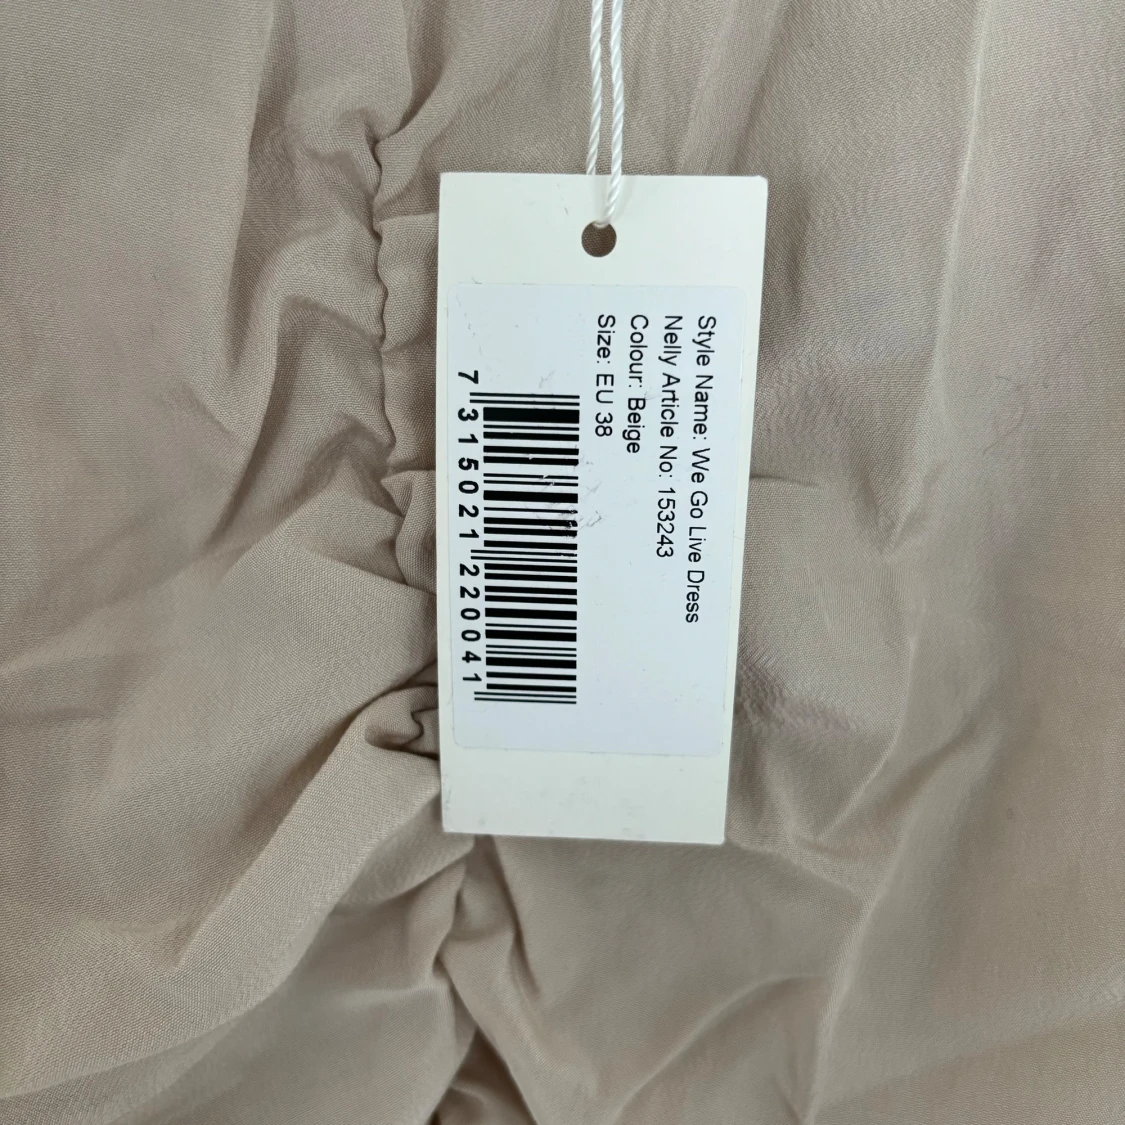 Style Name: We Go Live Dress
Nelly Article No: 153243
Colour: Beige
Size: EU 38
7 315021 220041